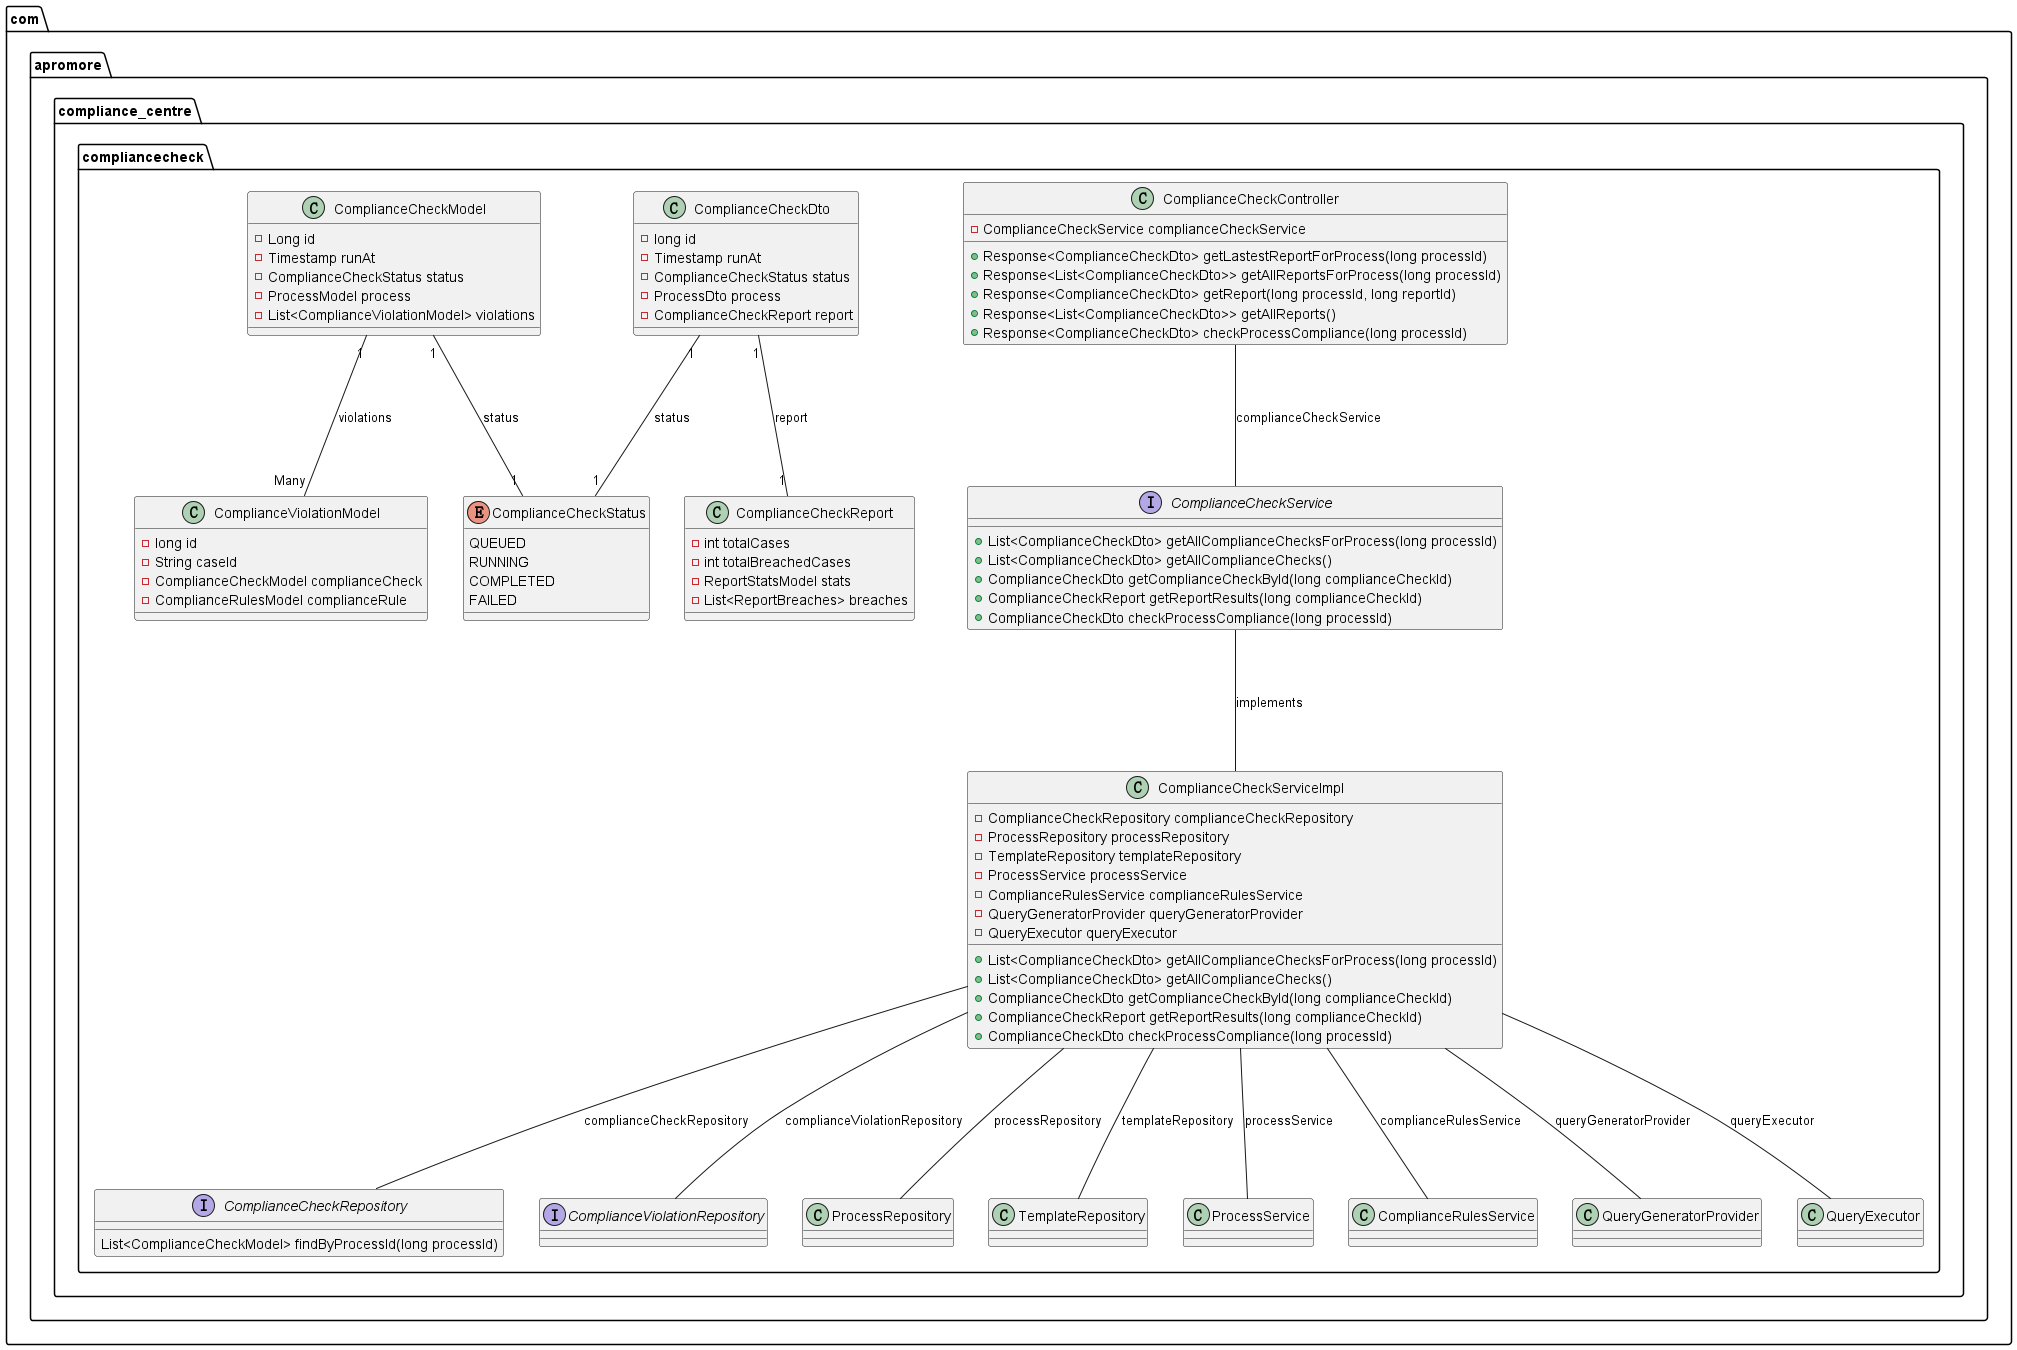 com
apromore
compliance_centre
compliancecheck
C ComplianceCheckModel
Long id
Timestamp runAt
ComplianceCheckStatus status
ProcessModel process
List<ComplianceViolationModel> violations
C ComplianceCheckDto
long id
Timestamp runAt
ComplianceCheckStatus status
ProcessDto process
ComplianceCheckReport report
C ComplianceCheckController
ComplianceCheckService complianceCheckService
Response<ComplianceCheckDto> getLastestReportForProcess(long processId)
Response<List<ComplianceCheckDto>> getAllReportsForProcess(long processId)
Response<ComplianceCheckDto> getReport(long processId, long reportId)
Response<List<ComplianceCheckDto>> getAllReports()
Response<ComplianceCheckDto> checkProcessCompliance(long processId)
1
1
1
1
violations
status
status
report
complianceCheckService
Many
1
1
1
C ComplianceViolationModel
long id
String caseId
ComplianceCheckModel complianceCheck
ComplianceRulesModel complianceRule
E ComplianceCheckStatus
QUEUED
RUNNING
COMPLETED
FAILED
C ComplianceCheckReport
int totalCases
int totalBreachedCases
ReportStatsModel stats
List<ReportBreaches> breaches
I ComplianceCheckService
List<ComplianceCheckDto> getAllComplianceChecksForProcess(long processId)
List<ComplianceCheckDto> getAllComplianceChecks()
ComplianceCheckDto getComplianceCheckById(long complianceCheckId)
ComplianceCheckReport getReportResults(long complianceCheckId)
ComplianceCheckDto checkProcessCompliance(long processId)
implements
C ComplianceCheckServiceImpl
ComplianceCheckRepository complianceCheckRepository
ProcessRepository processRepository
TemplateRepository templateRepository
ProcessService processService
ComplianceRulesService complianceRulesService
QueryGeneratorProvider queryGeneratorProvider
QueryExecutor queryExecutor
List<ComplianceCheckDto> getAllComplianceChecksForProcess(long processId)
List<ComplianceCheckDto> getAllComplianceChecks()
ComplianceCheckDto getComplianceCheckById(long complianceCheckId)
ComplianceCheckReport getReportResults(long complianceCheckId)
ComplianceCheckDto checkProcessCompliance(long processId)
complianceCheckRepository
complianceViolationRepository
processRepository
templateRepository
processService
complianceRulesService
queryGeneratorProvider
queryExecutor
I ComplianceCheckRepository
List<ComplianceCheckModel> findByProcessId(long processId)
I ComplianceViolationRepository
C ProcessRepository
C TemplateRepository
C ProcessService
C ComplianceRulesService
C QueryGeneratorProvider
C QueryExecutor